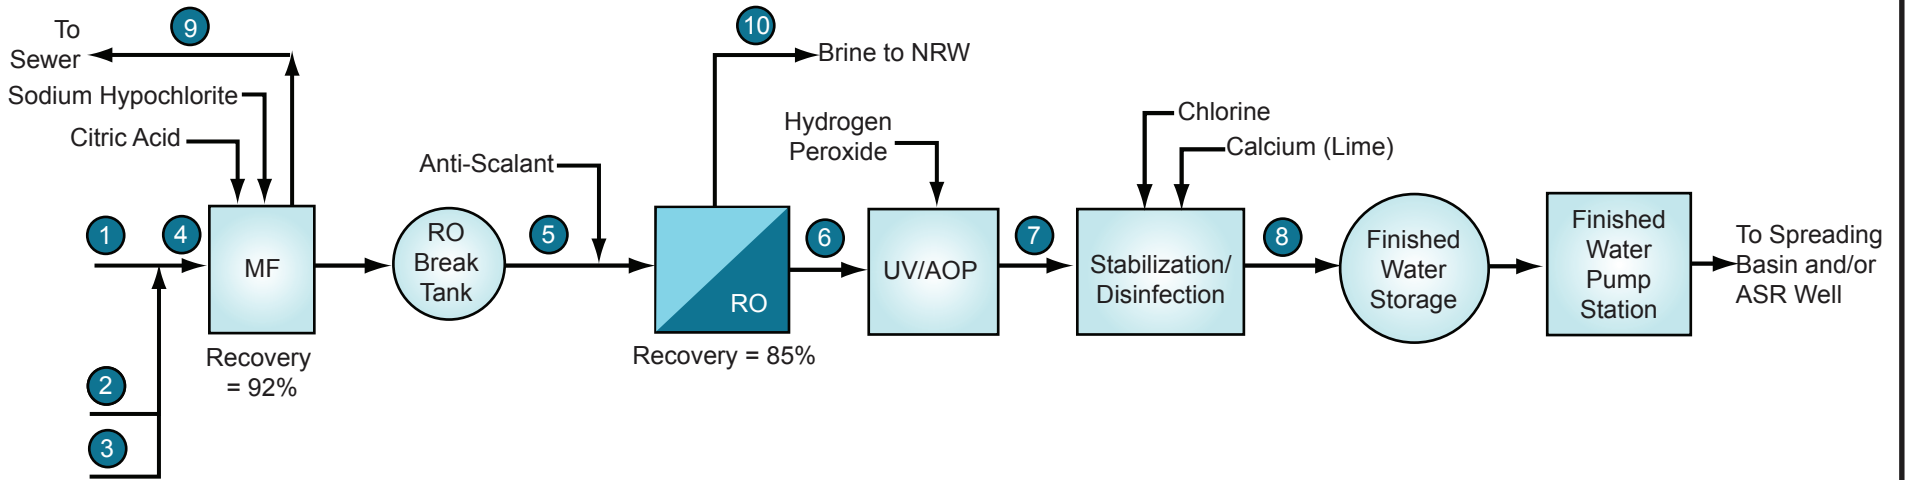 9
To
Sewer
10
Brine to NRW
Sodium Hypochlorite
Citric Acid
Anti-Scalant
Hydrogen
Peroxide
Chlorine
Calcium (Lime)
1
4
MF
Recovery
= 92%
2
3
RO
Break
Tank
5
RO
Recovery = 85%
6
UV/AOP
7
Stabilization/
Disinfection
8
Finished
Water
Storage
Finished
Water
Pump
Station
To Spreading
Basin and/or
ASR Well